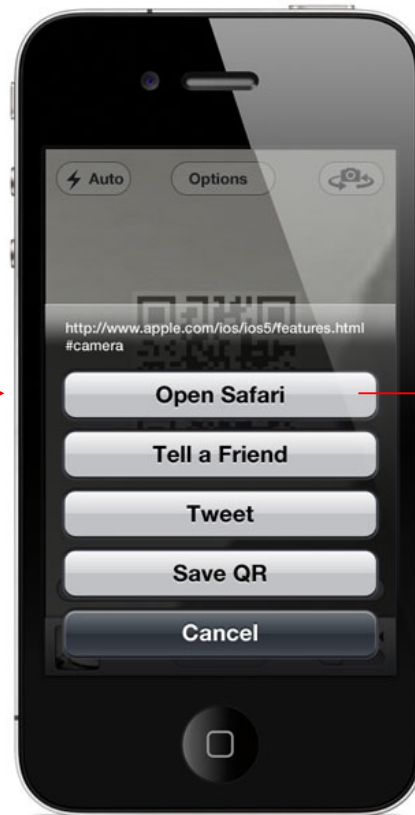 Auto
Options
http://www.apple.com/ios/ios5/features.html
#camera
Open Safari
Tell a Friend
Tweet
Save QR
Cancel